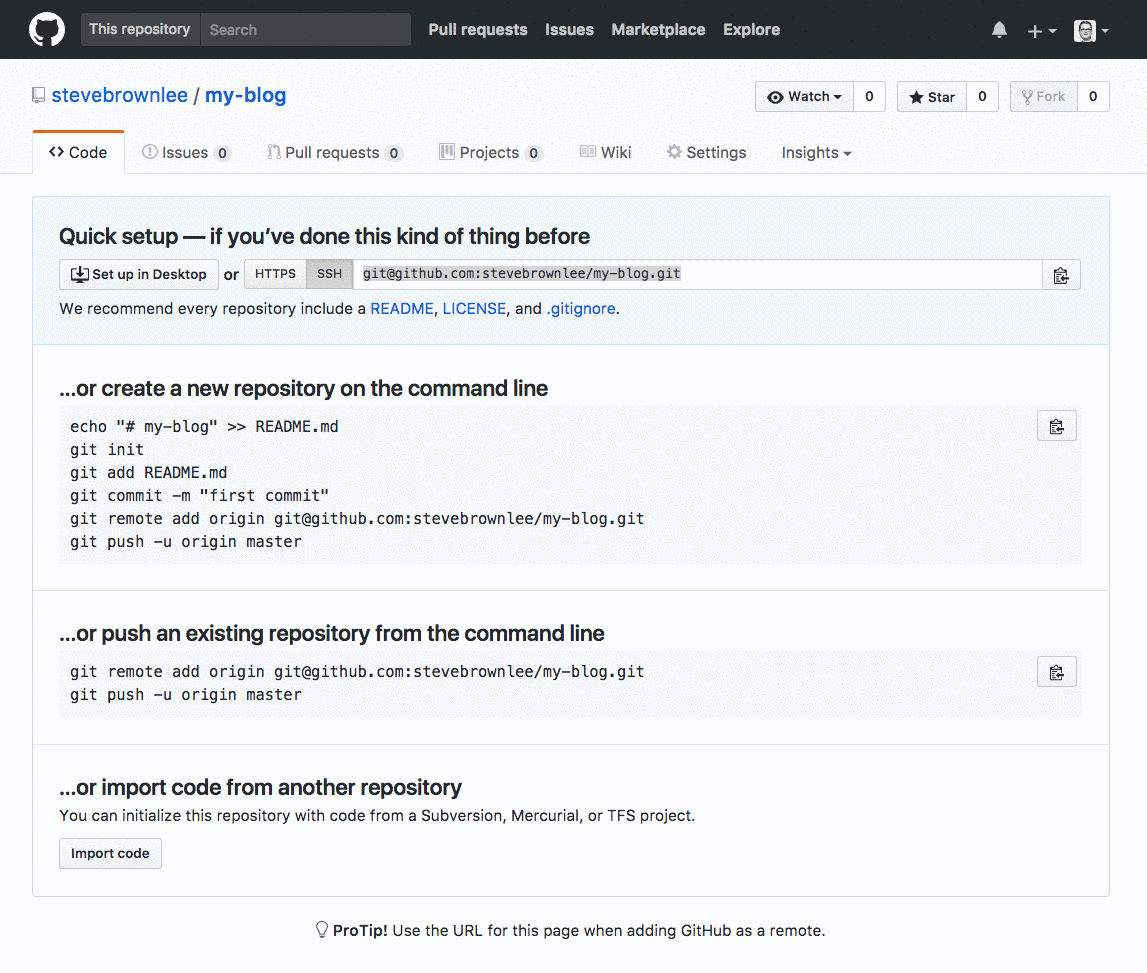 This repository Search Pull requests Issues Marketplace Explore
stevebrownlee / my-blog Watch 0 Star 0 Fork 0
Code Issues 0 Pull requests 0 Projects 0 Wiki Settings Insights
Quick setup — if you’ve done this kind of thing before
Set up in Desktop or HTTPS SSH git@github.com:stevebrownlee/my-blog.git
We recommend every repository include a README, LICENSE, and .gitignore.
…or create a new repository on the command line
echo "# my-blog" >> README.md
git init
git add README.md
git commit -m "first commit"
git remote add origin git@github.com:stevebrownlee/my-blog.git
git push -u origin master
…or push an existing repository from the command line
git remote add origin git@github.com:stevebrownlee/my-blog.git
git push -u origin master
…or import code from another repository
You can initialize this repository with code from a Subversion, Mercurial, or TFS project.
Import code
ProTip! Use the URL for this page when adding GitHub as a remote.